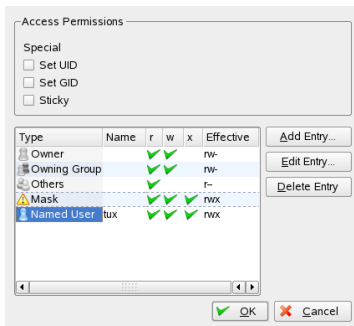 Access Permissions
Special
Set UID
Set GID
Sticky
Type Name r w x Effective
Owner rw-
Owning Group rw-
Others r--
Mask rwx
Named User tux rwx
Add Entry...
Edit Entry...
Delete Entry
OK
Cancel